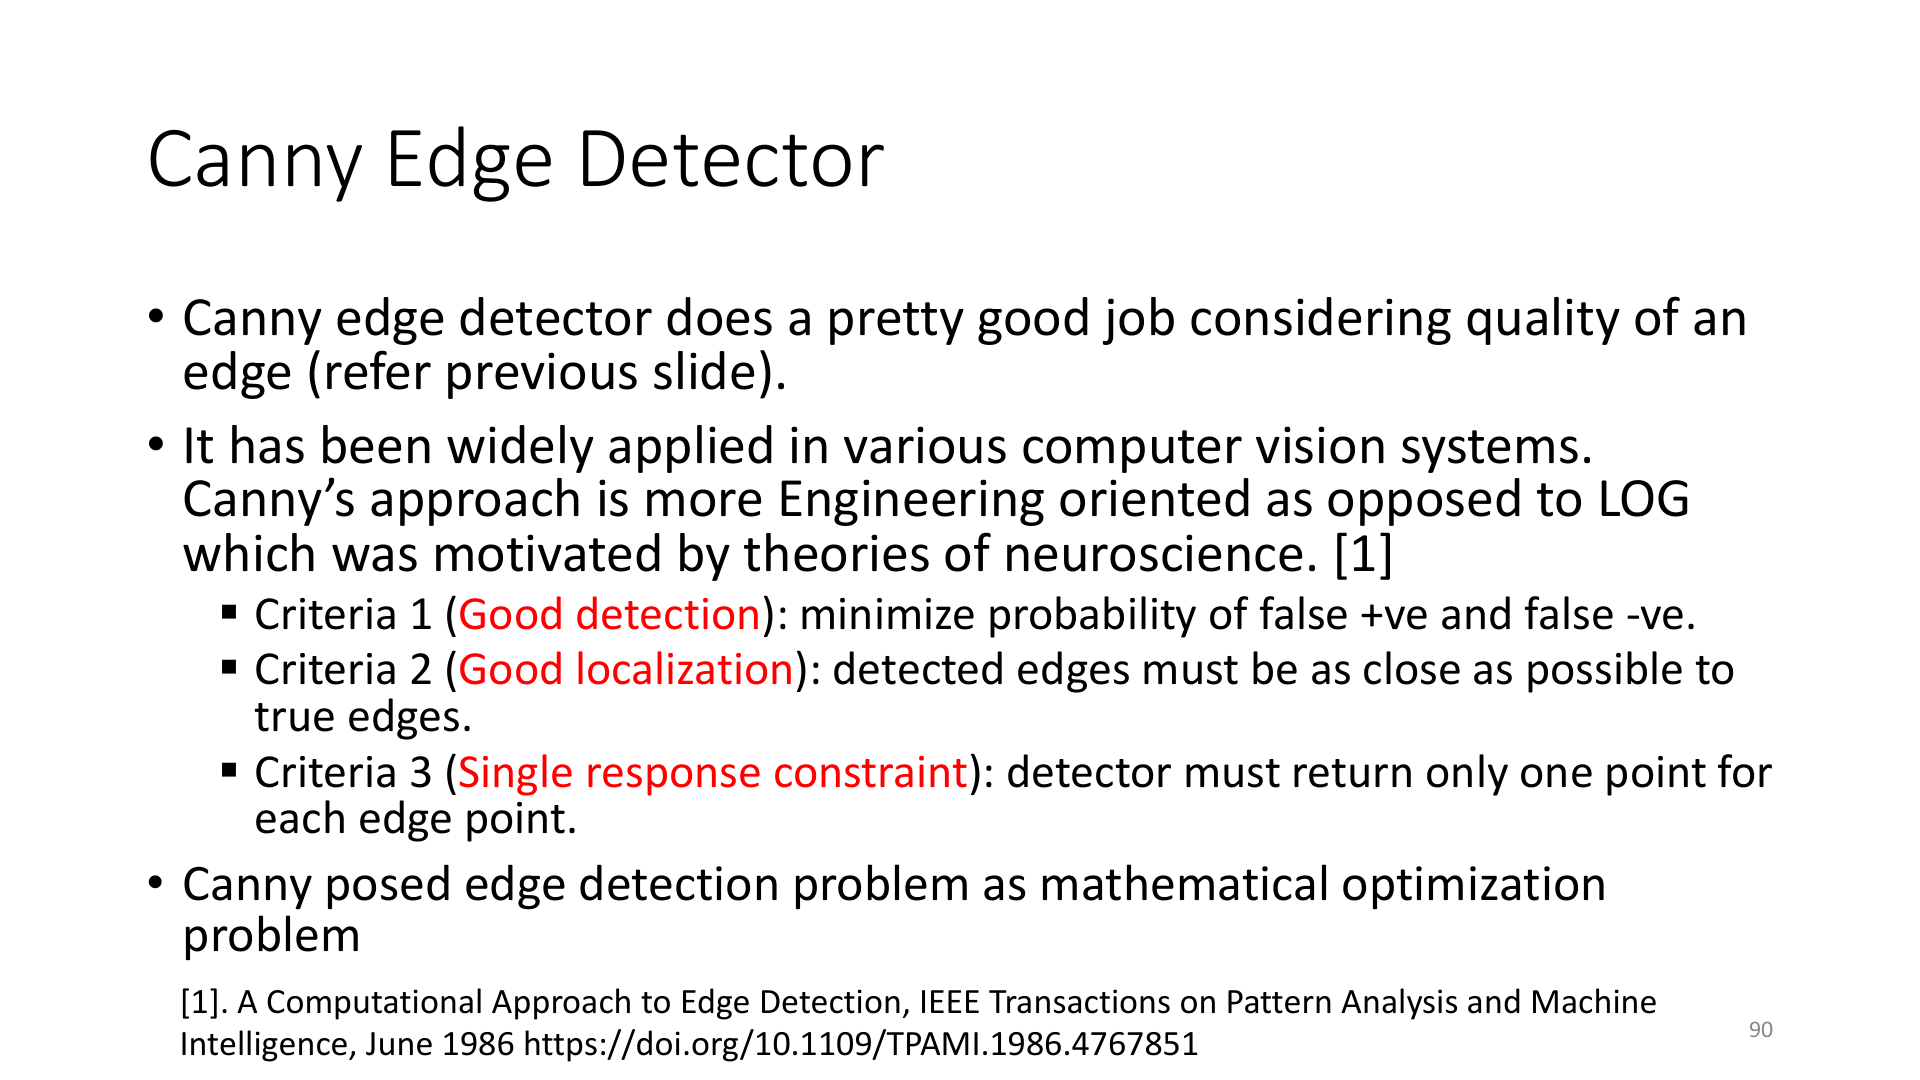 Canny Edge Detector
• Canny edge detector does a pretty good job considering quality of an
edge (refer previous slide).
• It has been widely applied in various computer vision systems.
Canny’s approach is more Engineering oriented as opposed to LOG
which was motivated by theories of neuroscience. [1]
▪ Criteria 1 (Good detection): minimize probability of false +ve and false -ve.
▪ Criteria 2 (Good localization): detected edges must be as close as possible to
true edges.
▪ Criteria 3 (Single response constraint): detector must return only one point for
each edge point.
• Canny posed edge detection problem as mathematical optimization
problem
[1]. A Computational Approach to Edge Detection, IEEE Transactions on Pattern Analysis and Machine
Intelligence, June 1986 https://doi.org/10.1109/TPAMI.1986.4767851
90